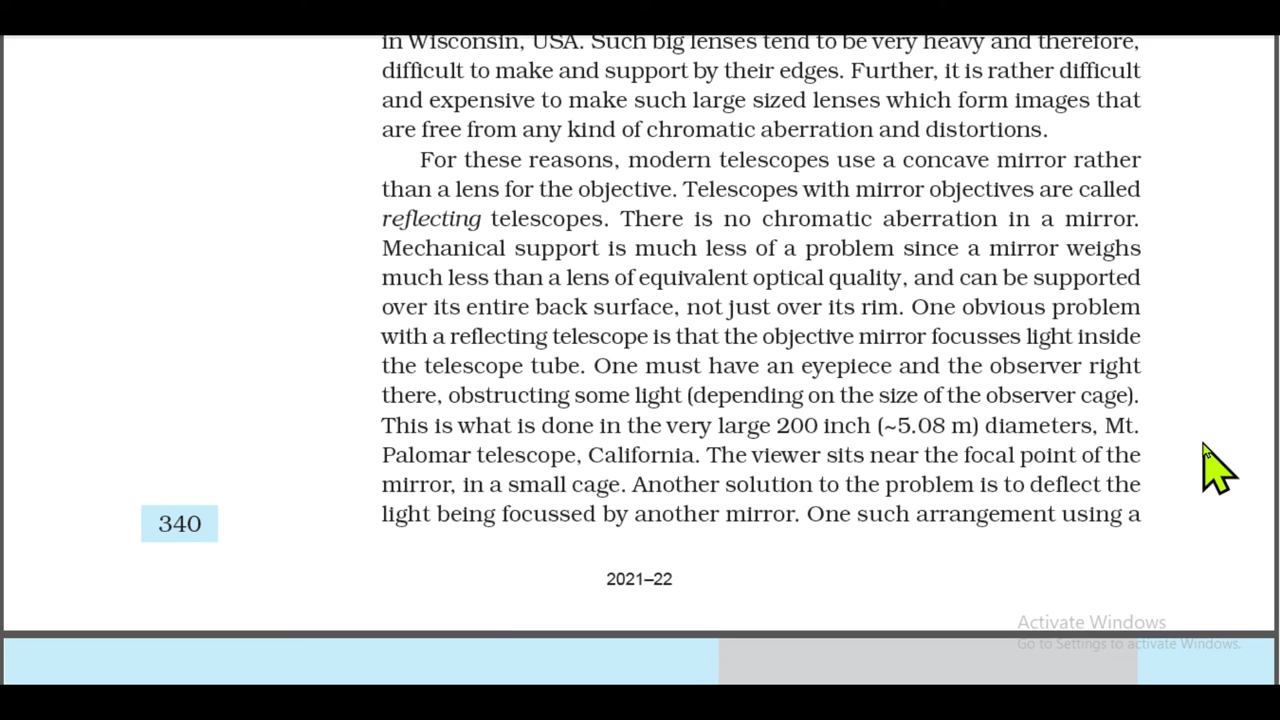 in Wisconsin, USA. Such big lenses tend to be very heavy and therefore,
difficult to make and support by their edges. Further, it is rather difficult
and expensive to make such large sized lenses which form images that
are free from any kind of chromatic aberration and distortions.
For these reasons, modern telescopes use a concave mirror rather
than a lens for the objective. Telescopes with mirror objectives are called
reflecting telescopes. There is no chromatic aberration in a mirror.
Mechanical support is much less of a problem since a mirror weighs
much less than a lens of equivalent optical quality, and can be supported
over its entire back surface, not just over its rim. One obvious problem
with a reflecting telescope is that the objective mirror focusses light inside
the telescope tube. One must have an eyepiece and the observer right
there, obstructing some light (depending on the size of the observer cage).
This is what is done in the very large 200 inch (~5.08 m) diameters, Mt.
Palomar telescope, California. The viewer sits near the focal point of the
mirror, in a small cage. Another solution to the problem is to deflect the
light being focussed by another mirror. One such arrangement using a
340
2021–22
Activate Windows
Go to Settings to activate Windows.